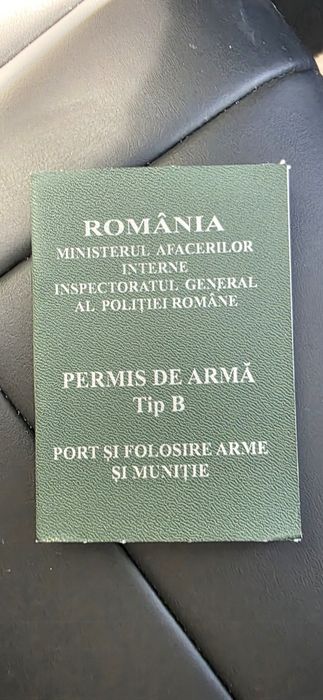 ROMÂNIA
MINISTERUL AFACERILOR
INTERNE
INSPECTORATUL GENERAL
AL POLIȚIEI ROMÂNE
PERMIS DE ARMĂ
Tip B
PORT ȘI FOLOSIRE ARME
ȘI MUNIȚIE